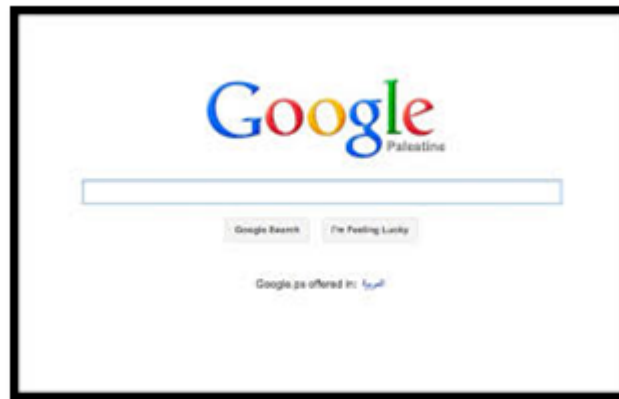 Google
Palestine
Google Search I'm Feeling Lucky
Google.ps offered in: العربية